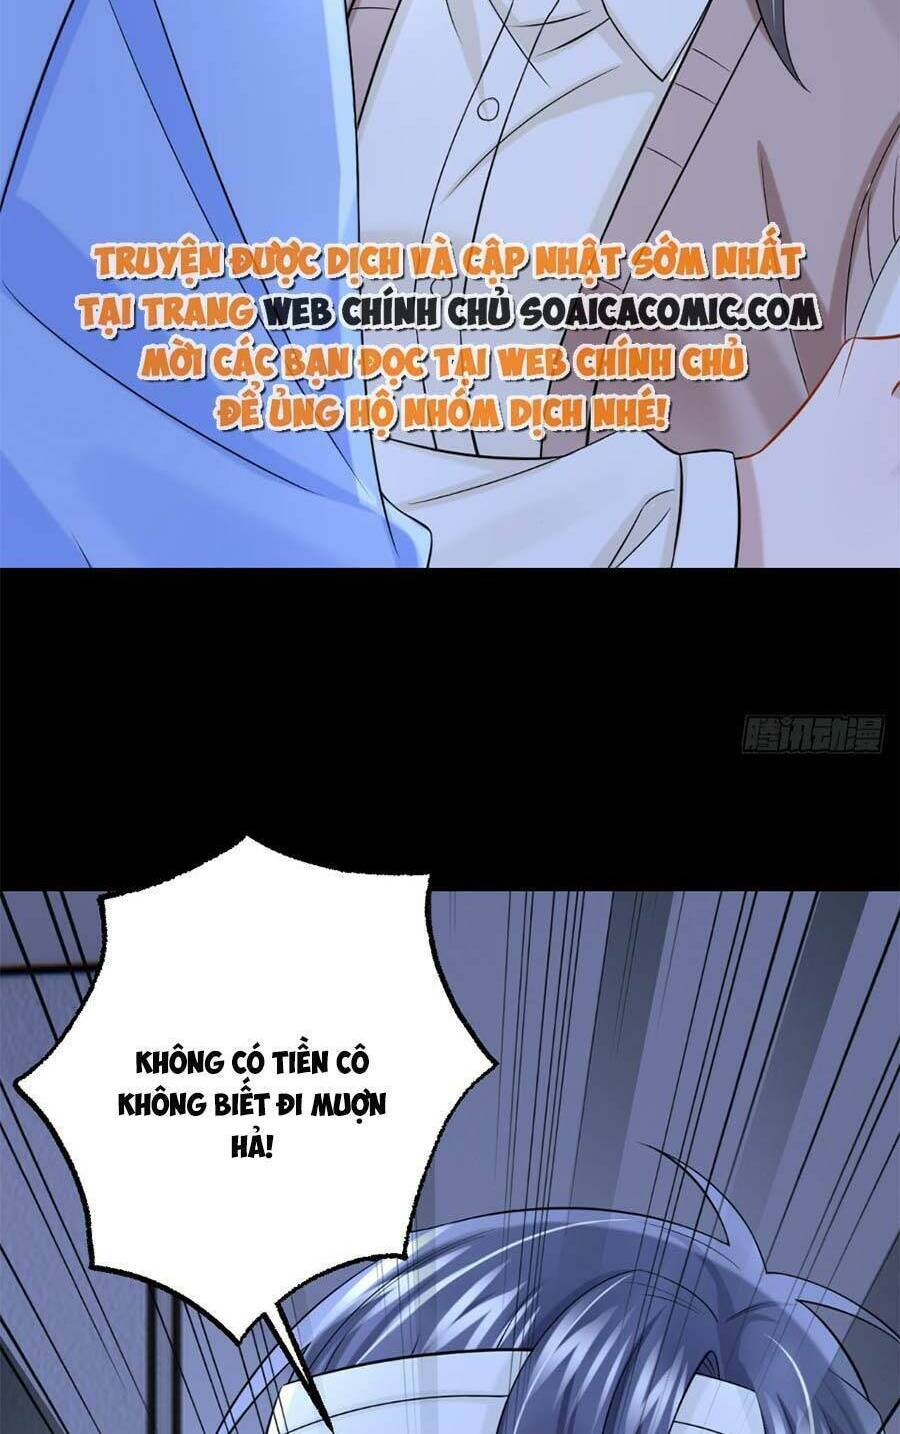 TRUYỆN ĐƯỢC DỊCH VÀ CẬP NHẬT SỚM NHẤT
TẠI TRANG WEB CHÍNH CHỦ SOAICACOMIC.COM
MỜI CÁC BẠN ĐỌC TẠI WEB CHÍNH CHỦ
ĐỂ ỦNG HỘ NHÓM DỊCH NHÉ!
腾讯动漫
KHÔNG CÓ TIỀN CÔ
KHÔNG BIẾT ĐI MƯỢN
HẢ!